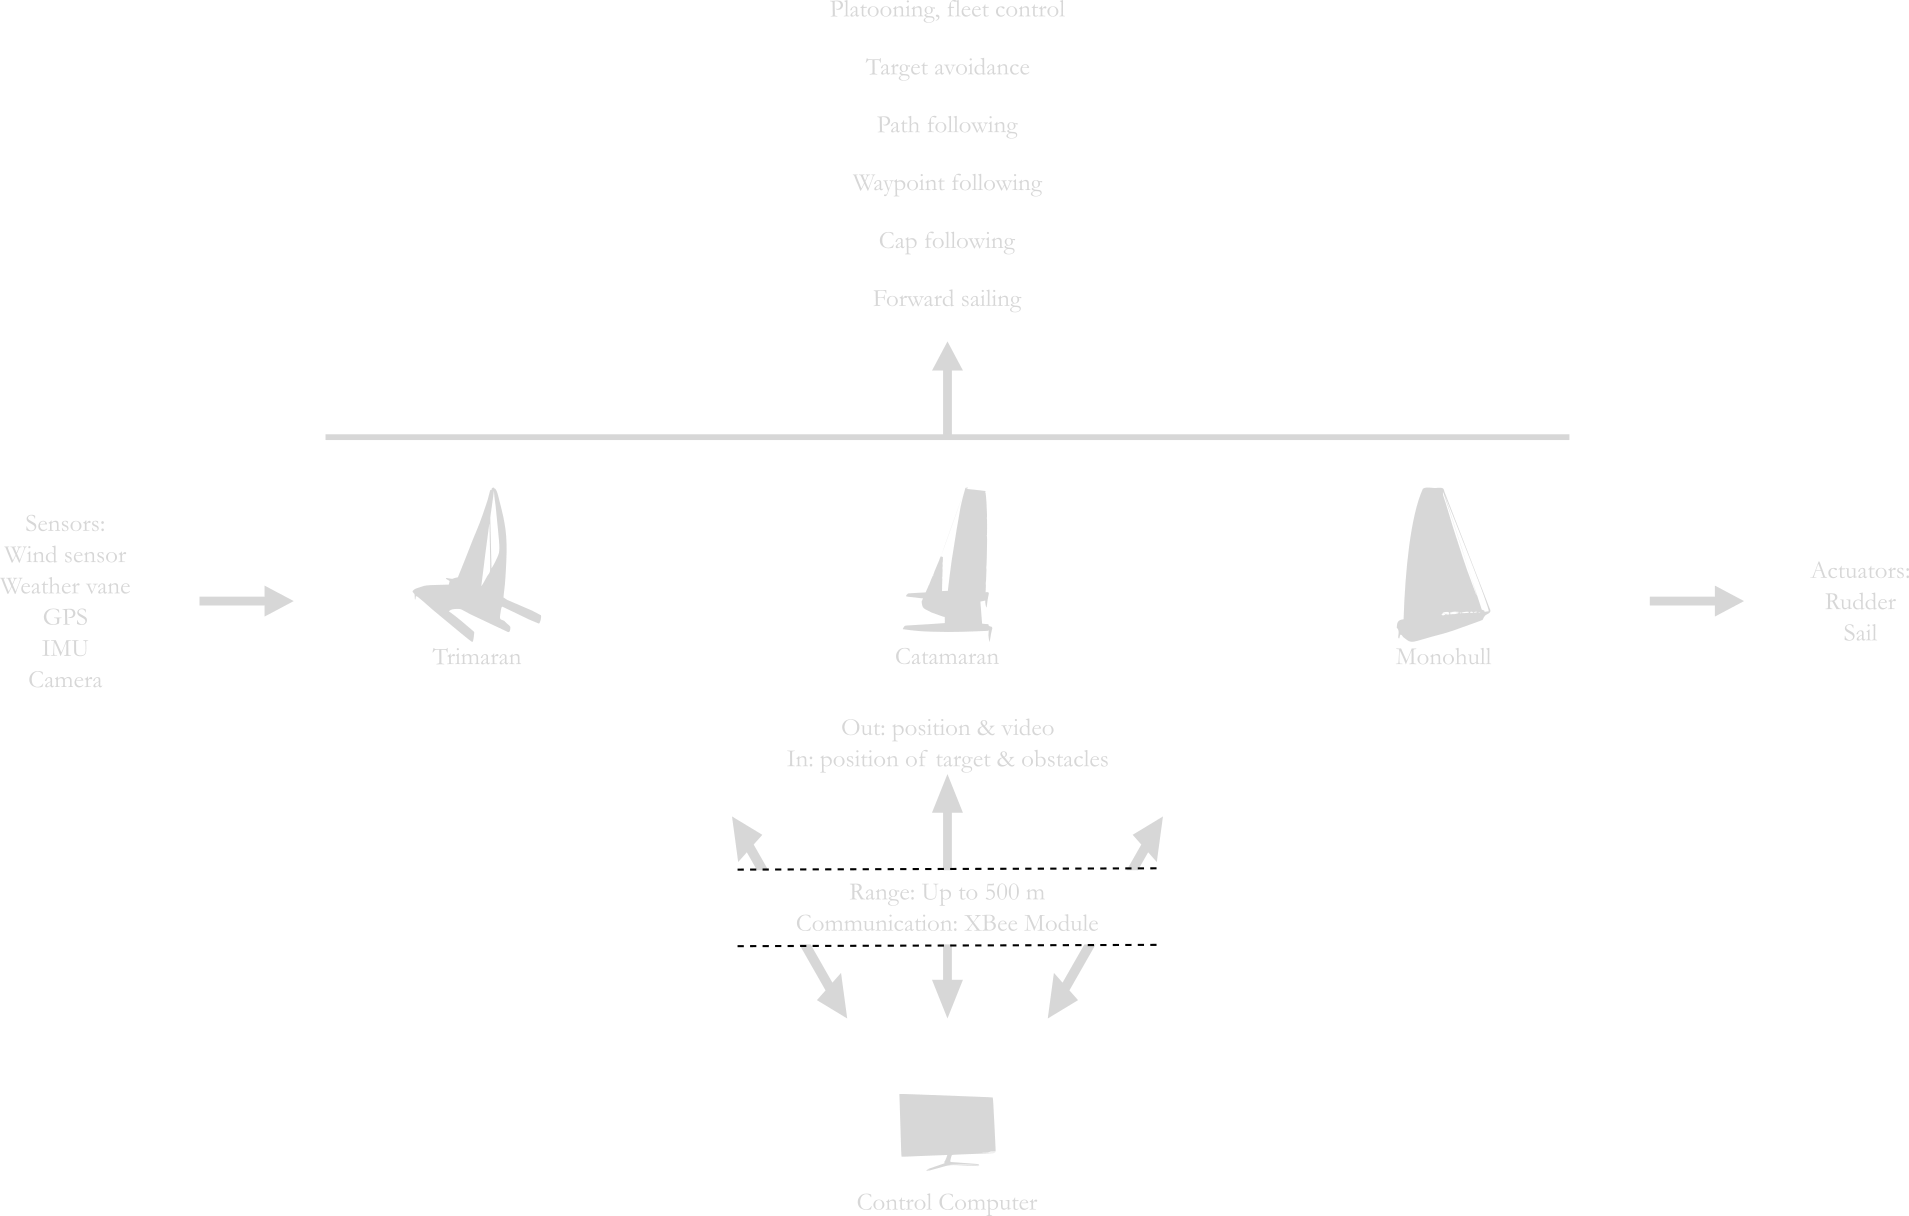 Platooning, fleet control
Target avoidance
Path following
Waypoint following
Cap following
Forward sailing
Sensors:
Wind sensor
Weather vane
GPS
IMU
Camera
Trimaran
Catamaran
Monohull
Actuators:
Rudder
Sail
Out: position & video
In: position of target & obstacles
Range: Up to 500 m
Communication: XBee Module
Control Computer